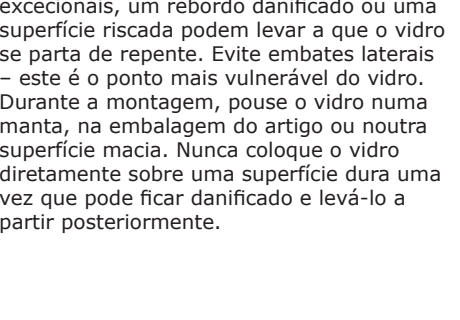 excecionais, um rebordo danificado ou uma
superfície riscada podem levar a que o vidro
se parta de repente. Evite embates laterais
– este é o ponto mais vulnerável do vidro.
Durante a montagem, pouse o vidro numa
manta, na embalagem do artigo ou noutra
superfície macia. Nunca coloque o vidro
diretamente sobre uma superfície dura uma
vez que pode ficar danificado e levá-lo a
partir posteriormente.